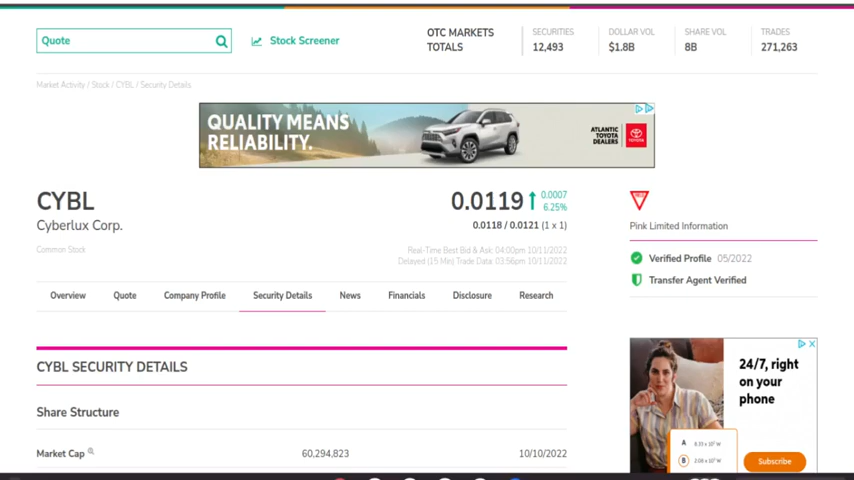 Quote
Stock Screener
OTC MARKETS
TOTALS
SECURITIES
12,493
DOLLAR VOL
$1.8B
SHARE VOL
8B
TRADES
271,263
Market Activity / Stock / CYBL / Security Details
QUALITY MEANS
RELIABILITY.
ATLANTIC
TOYOTA
DEALERS
TOYOTA
CYBL
0.0119
0.0007
6.25%
Cyberlux Corp.
0.0118 / 0.0121 (1 x 1)
Common Stock
Real-Time Best Bid & Ask: 04:00pm 10/11/2022
Delayed (15 Min) Trade Data: 03:56pm 10/11/2022
Pink Limited Information
Verified Profile 05/2022
Transfer Agent Verified
Overview
Quote
Company Profile
Security Details
News
Financials
Disclosure
Research
CYBL SECURITY DETAILS
Share Structure
Market Cap
60,294,823
10/10/2022
24/7, right
on your
phone
A
B
Subscribe